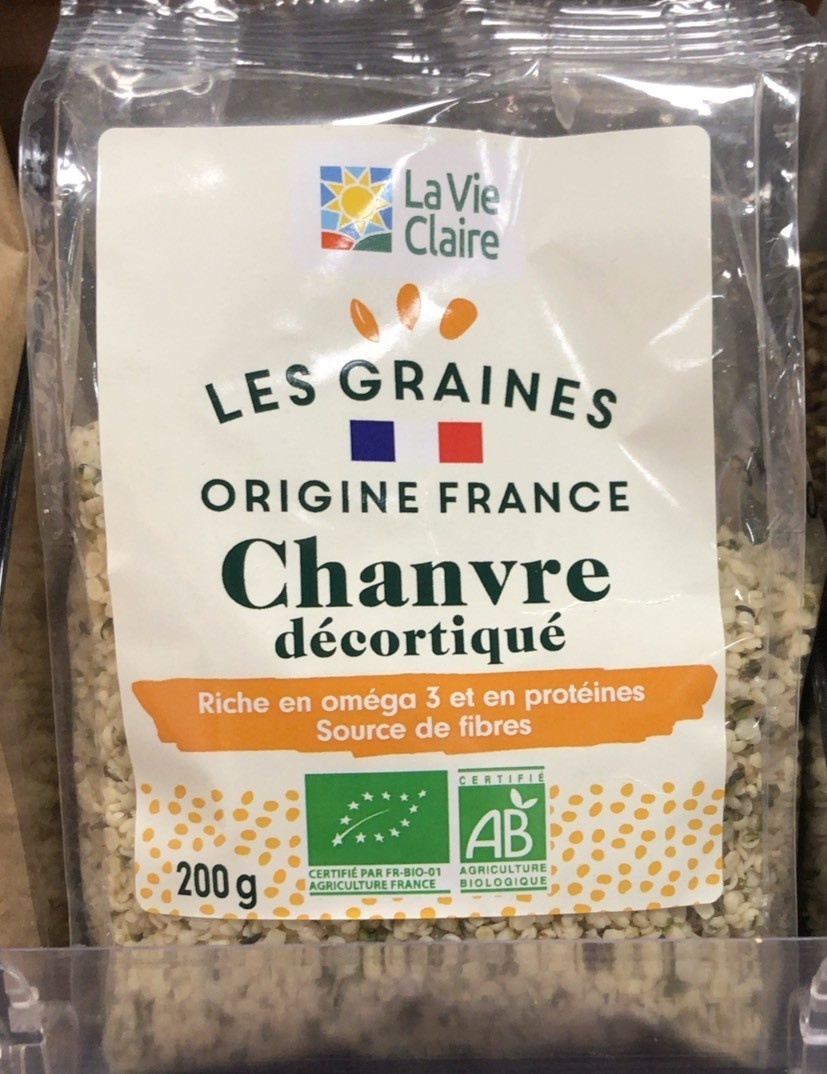 La Vie
Claire
LES GRAINES
ORIGINE FRANCE
Chanvre
décortiqué
Riche en oméga 3 et en protéines
Source de fibres
CERTIFIÉ
AB
AGRICULTURE
BIOLOGIQUE
CERTIFIÉ PAR FR-BIO-01
AGRICULTURE FRANCE
200 g